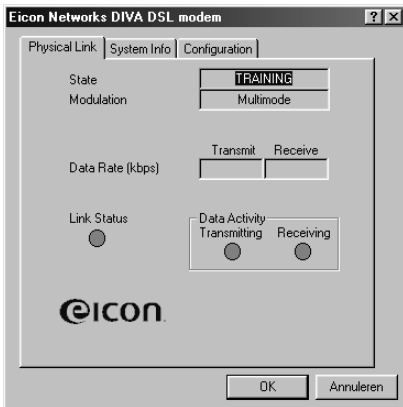 Eicon Networks DIVA DSL modem
Physical Link System Info Configuration
State TRAINING
Modulation Multimode
Transmit Receive
Data Rate (kbps)
Link Status Data Activity
Transmitting Receiving
eicon
OK Annuleren